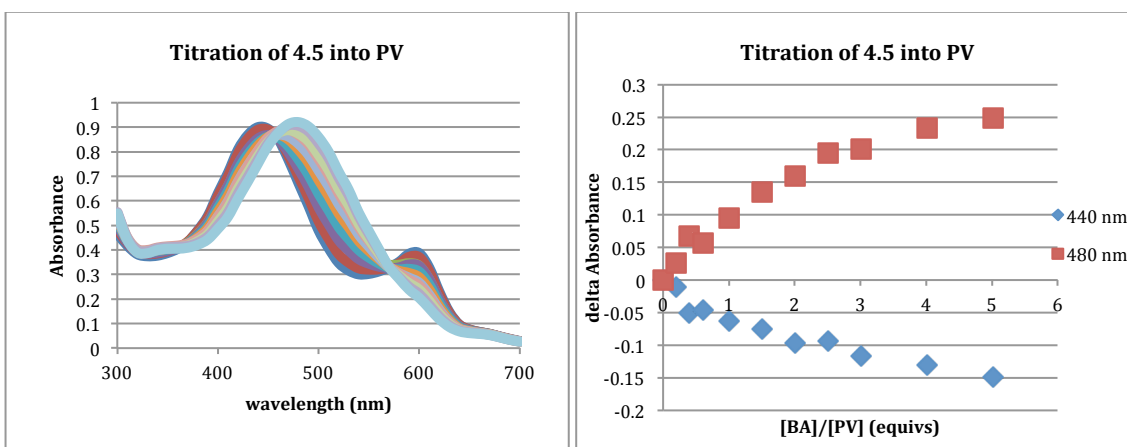 Titration of 4.5 into PV
Absorbance
1
0.9
0.8
0.7
0.6
0.5
0.4
0.3
0.2
0.1
0
300 400 500 600 700
wavelength (nm)
Titration of 4.5 into PV
delta Absorbance
0.3
0.25
0.2
0.15
0.1
0.05
0
-0.05
-0.1
-0.15
-0.2
0 1 2 3 4 5 6
440 nm
480 nm
[BA]/[PV] (equivs)